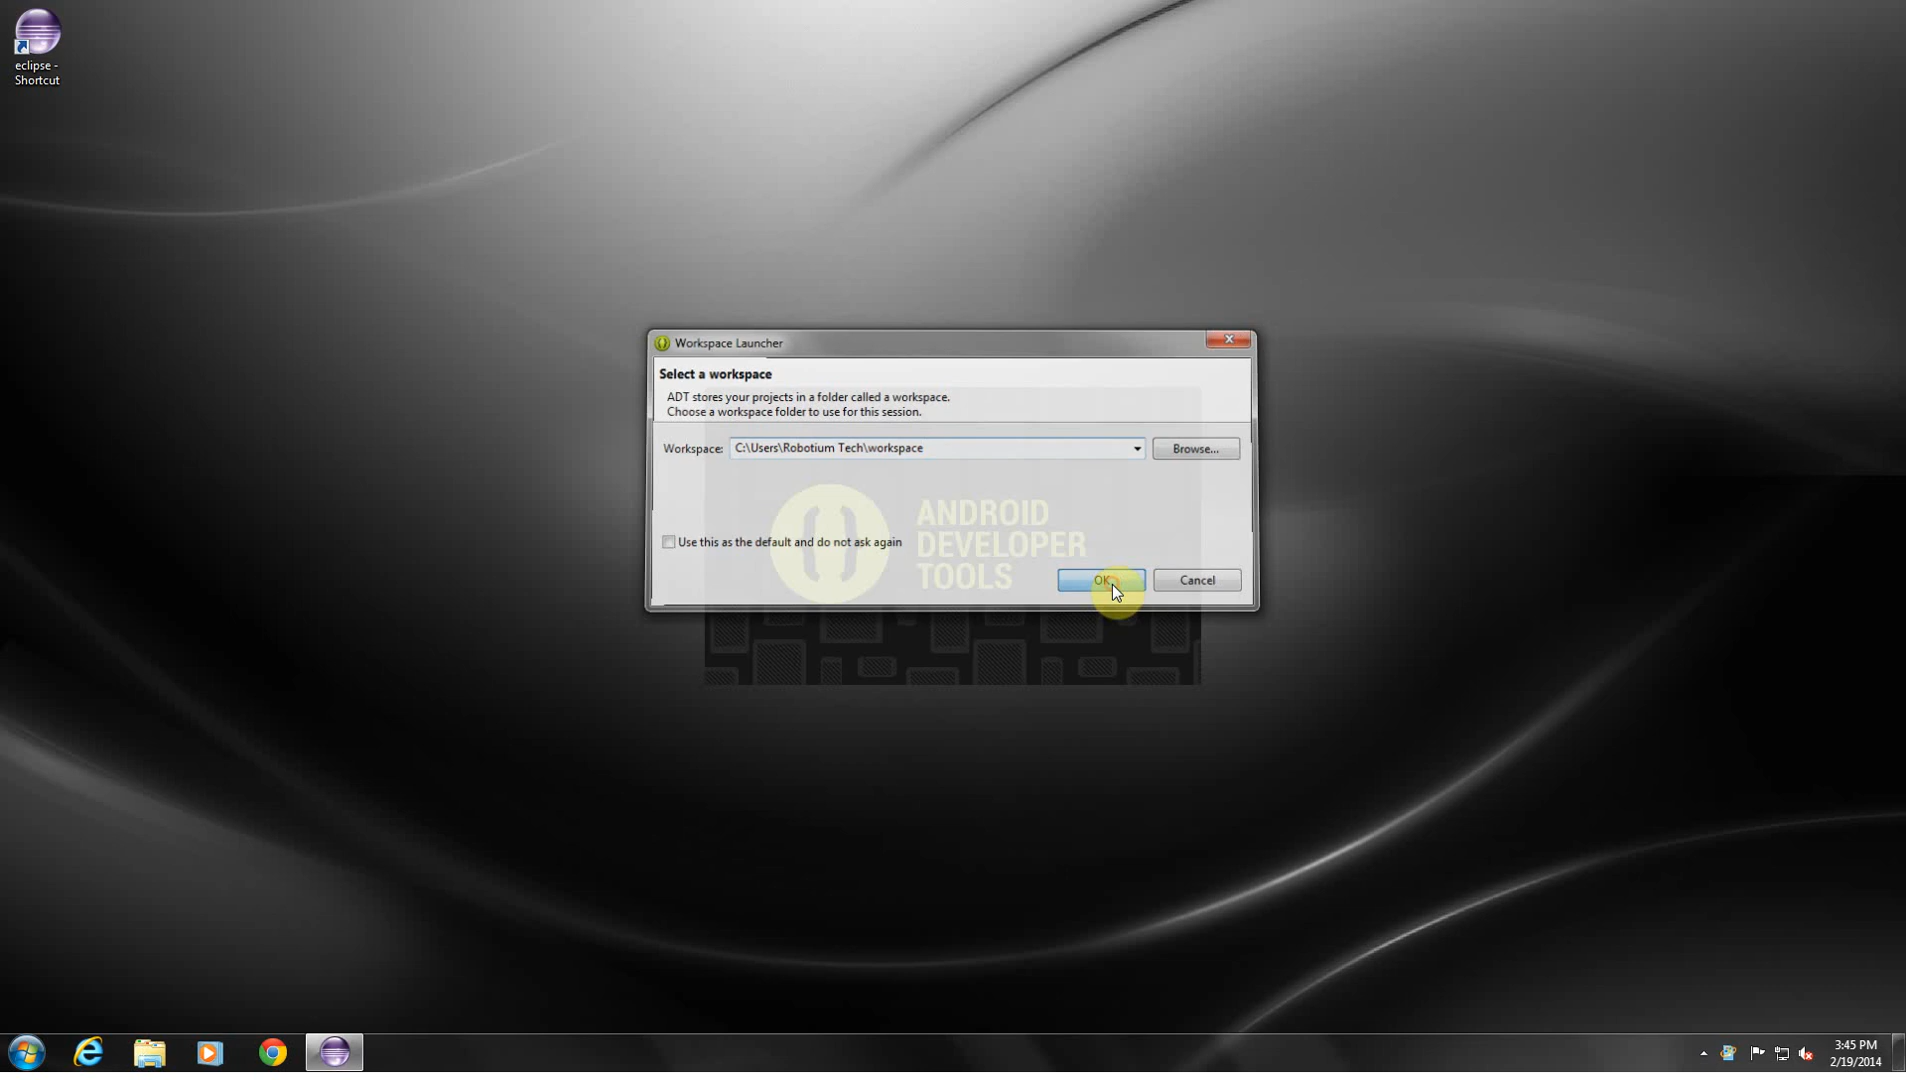 eclipse -
Shortcut
Workspace Launcher
Select a workspace
ADT stores your projects in a folder called a workspace.
Choose a workspace folder to use for this session.
Workspace:
C:\Users\Robotium Tech\workspace
Browse...
ANDROID
DEVELOPER
TOOLS
Use this as the default and do not ask again
OK
Cancel
3:45 PM
2/19/2014